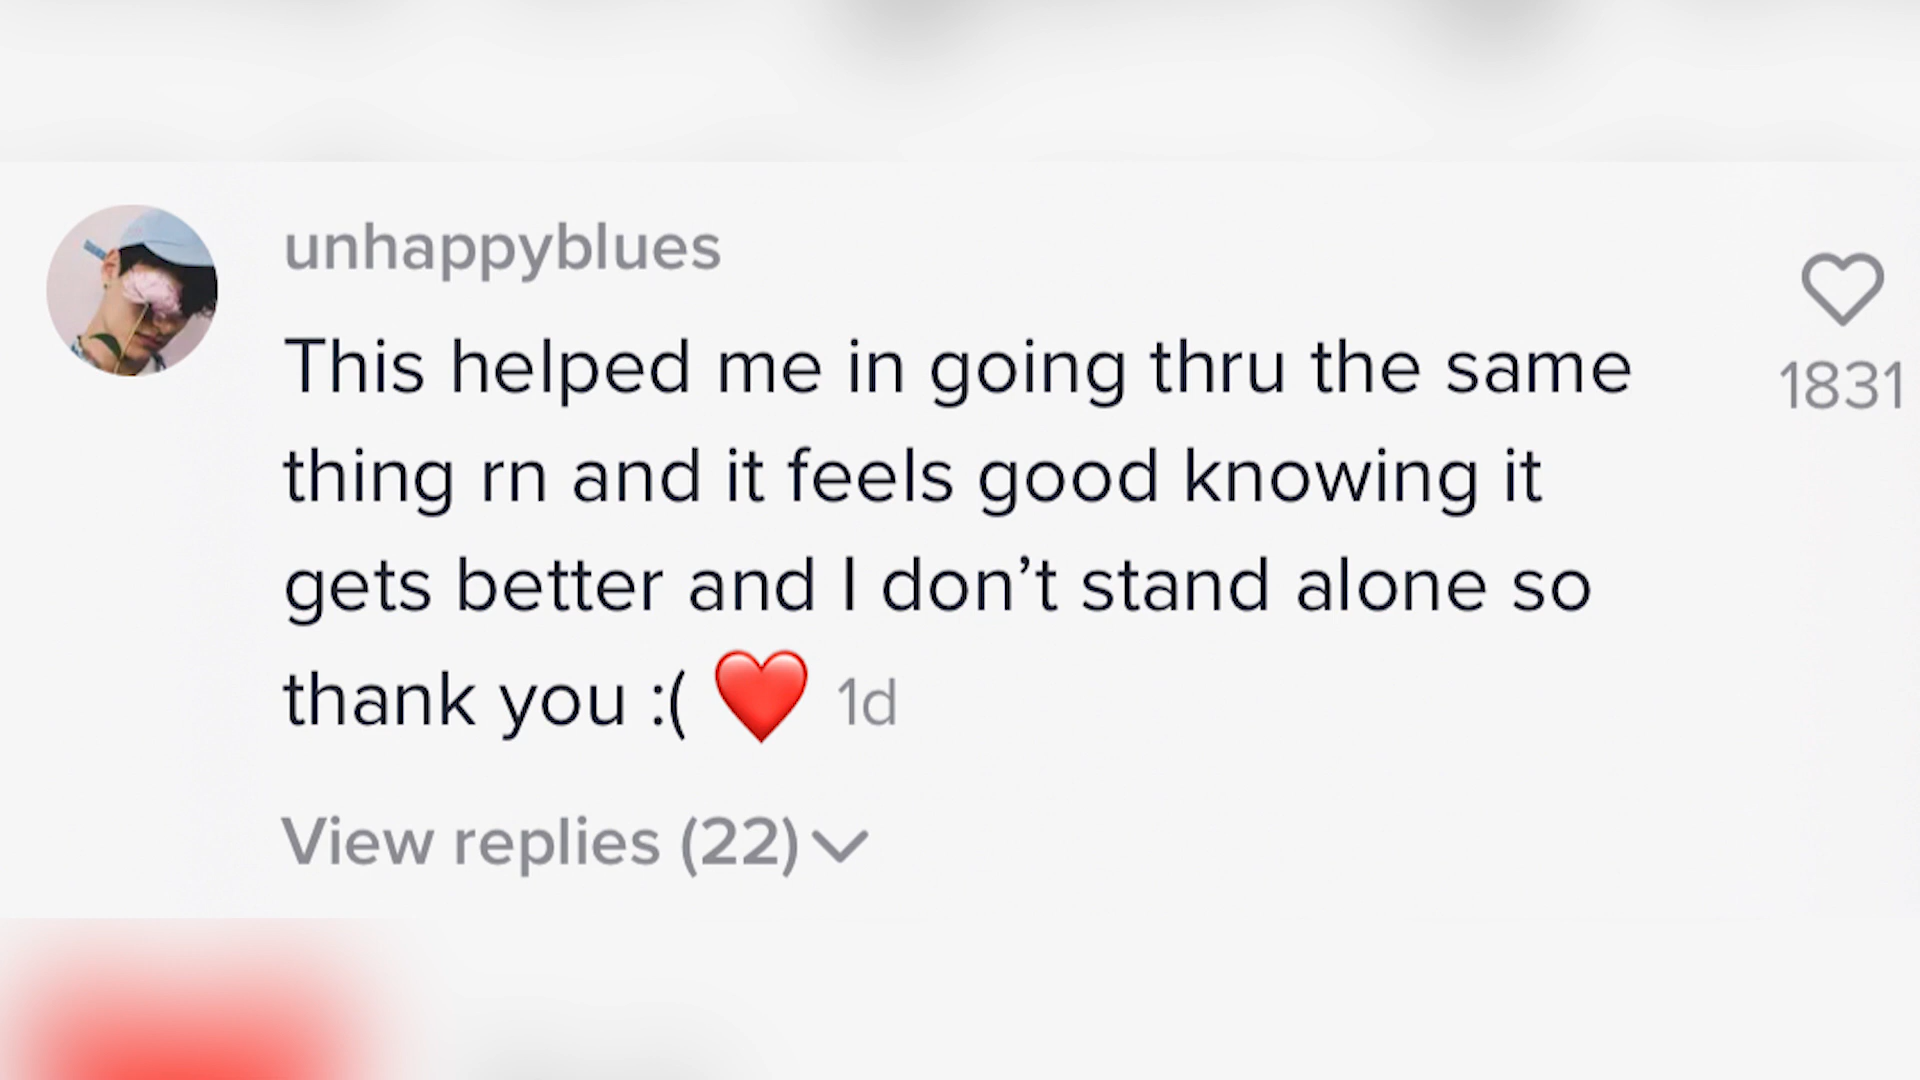 unhappyblues
This helped me in going thru the same
1831
thing rn and it feels good knowing it
gets better and I don’t stand alone so
thank you :( ❤️ 1d
View replies (22)